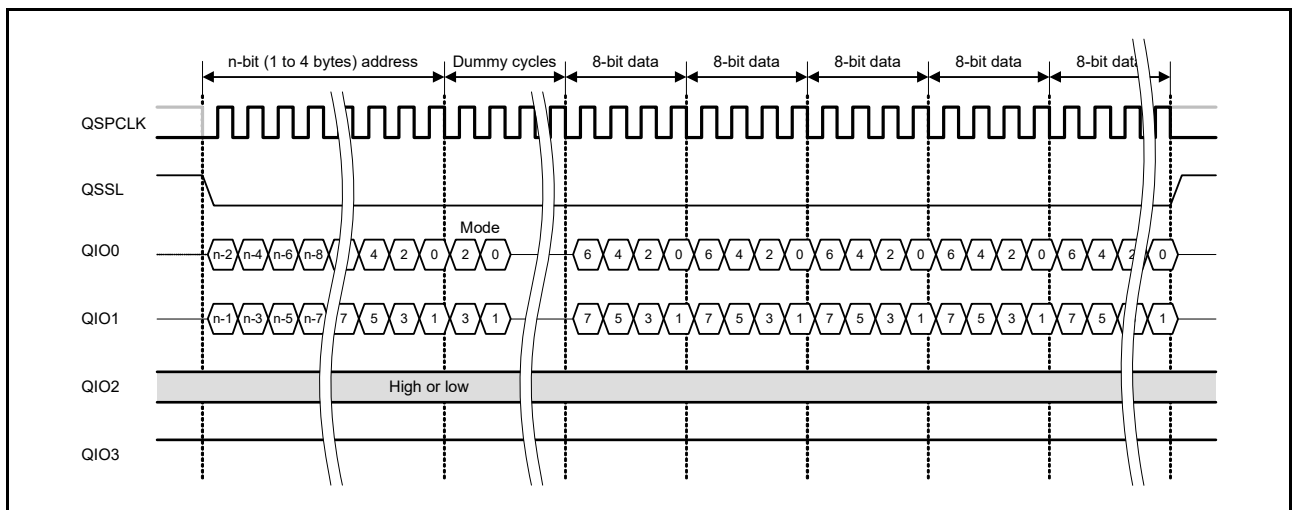 n-bit (1 to 4 bytes) address Dummy cycles 8-bit data 8-bit data 8-bit data 8-bit data 8-bit data
QSPCLK
QSSL
Mode
QIO0 n-2 n-4 n-6 n-8 4 2 0 2 0 6 4 2 0 6 4 2 0 6 4 2 0 6 4 2 0 6 4 2 0
QIO1 n-1 n-3 n-5 n-7 7 5 3 1 3 1 7 5 3 1 7 5 3 1 7 5 3 1 7 5 3 1 7 5 1
QIO2 High or low
QIO3